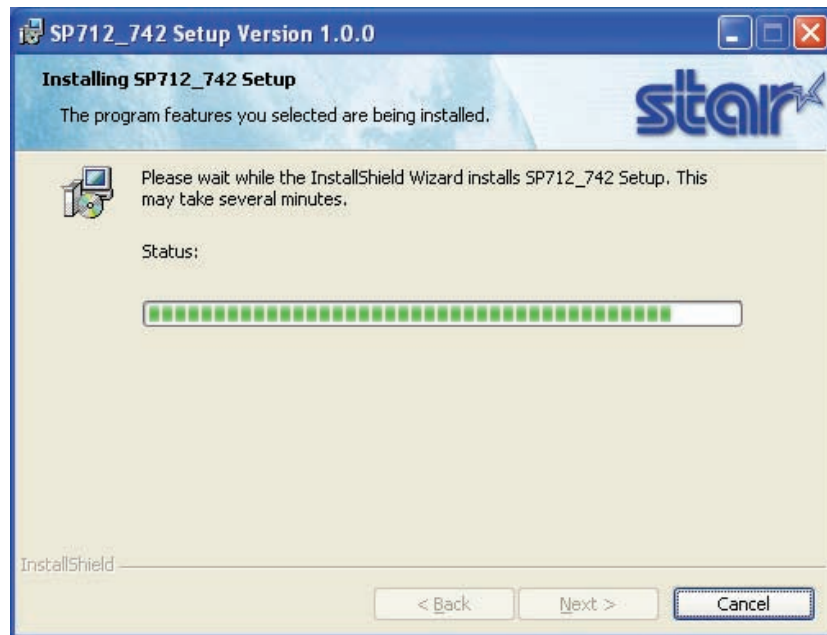 SP712_742 Setup Version 1.0.0
Installing SP712_742 Setup
The program features you selected are being installed.
star
Please wait while the InstallShield Wizard installs SP712_742 Setup. This
may take several minutes.
Status:
InstallShield
< Back
Next >
Cancel